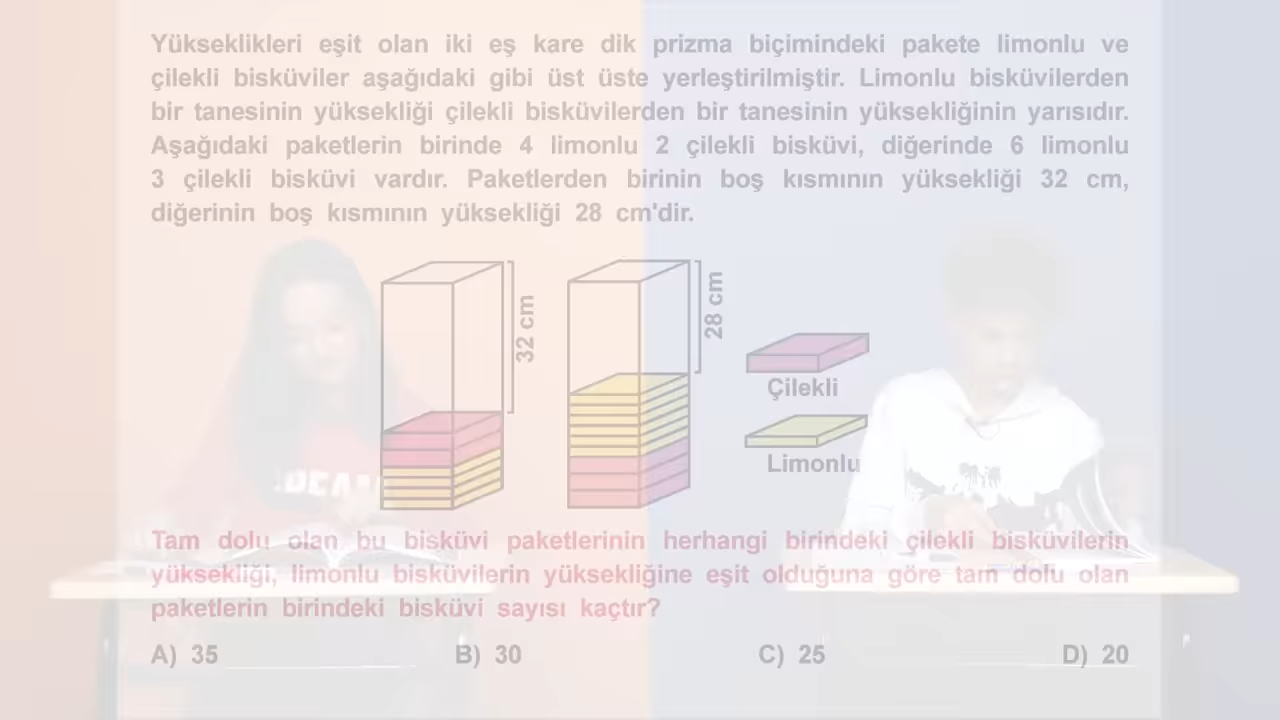 Yükseklikleri eşit olan iki eş kare dik prizma biçimindeki pakete limonlu ve
çilekli bisküviler aşağıdaki gibi üst üste yerleştirilmiştir. Limonlu bisküvilerden
bir tanesinin yüksekliği çilekli bisküvilerden bir tanesinin yüksekliğinin yarısıdır.
Aşağıdaki paketlerin birinde 4 limonlu 2 çilekli bisküvi, diğerinde 6 limonlu
3 çilekli bisküvi vardır. Paketlerden birinin boş kısmının yüksekliği 32 cm,
diğerinin boş kısmının yüksekliği 28 cm'dir.
32 cm
28 cm
Çilekli
Limonlu
Tam dolu olan bu bisküvi paketlerinin herhangi birindeki çilekli bisküvilerin
yüksekliği, limonlu bisküvilerin yüksekliğine eşit olduğuna göre tam dolu olan
paketlerin birindeki bisküvi sayısı kaçtır?
A) 35 B) 30 C) 25 D) 20